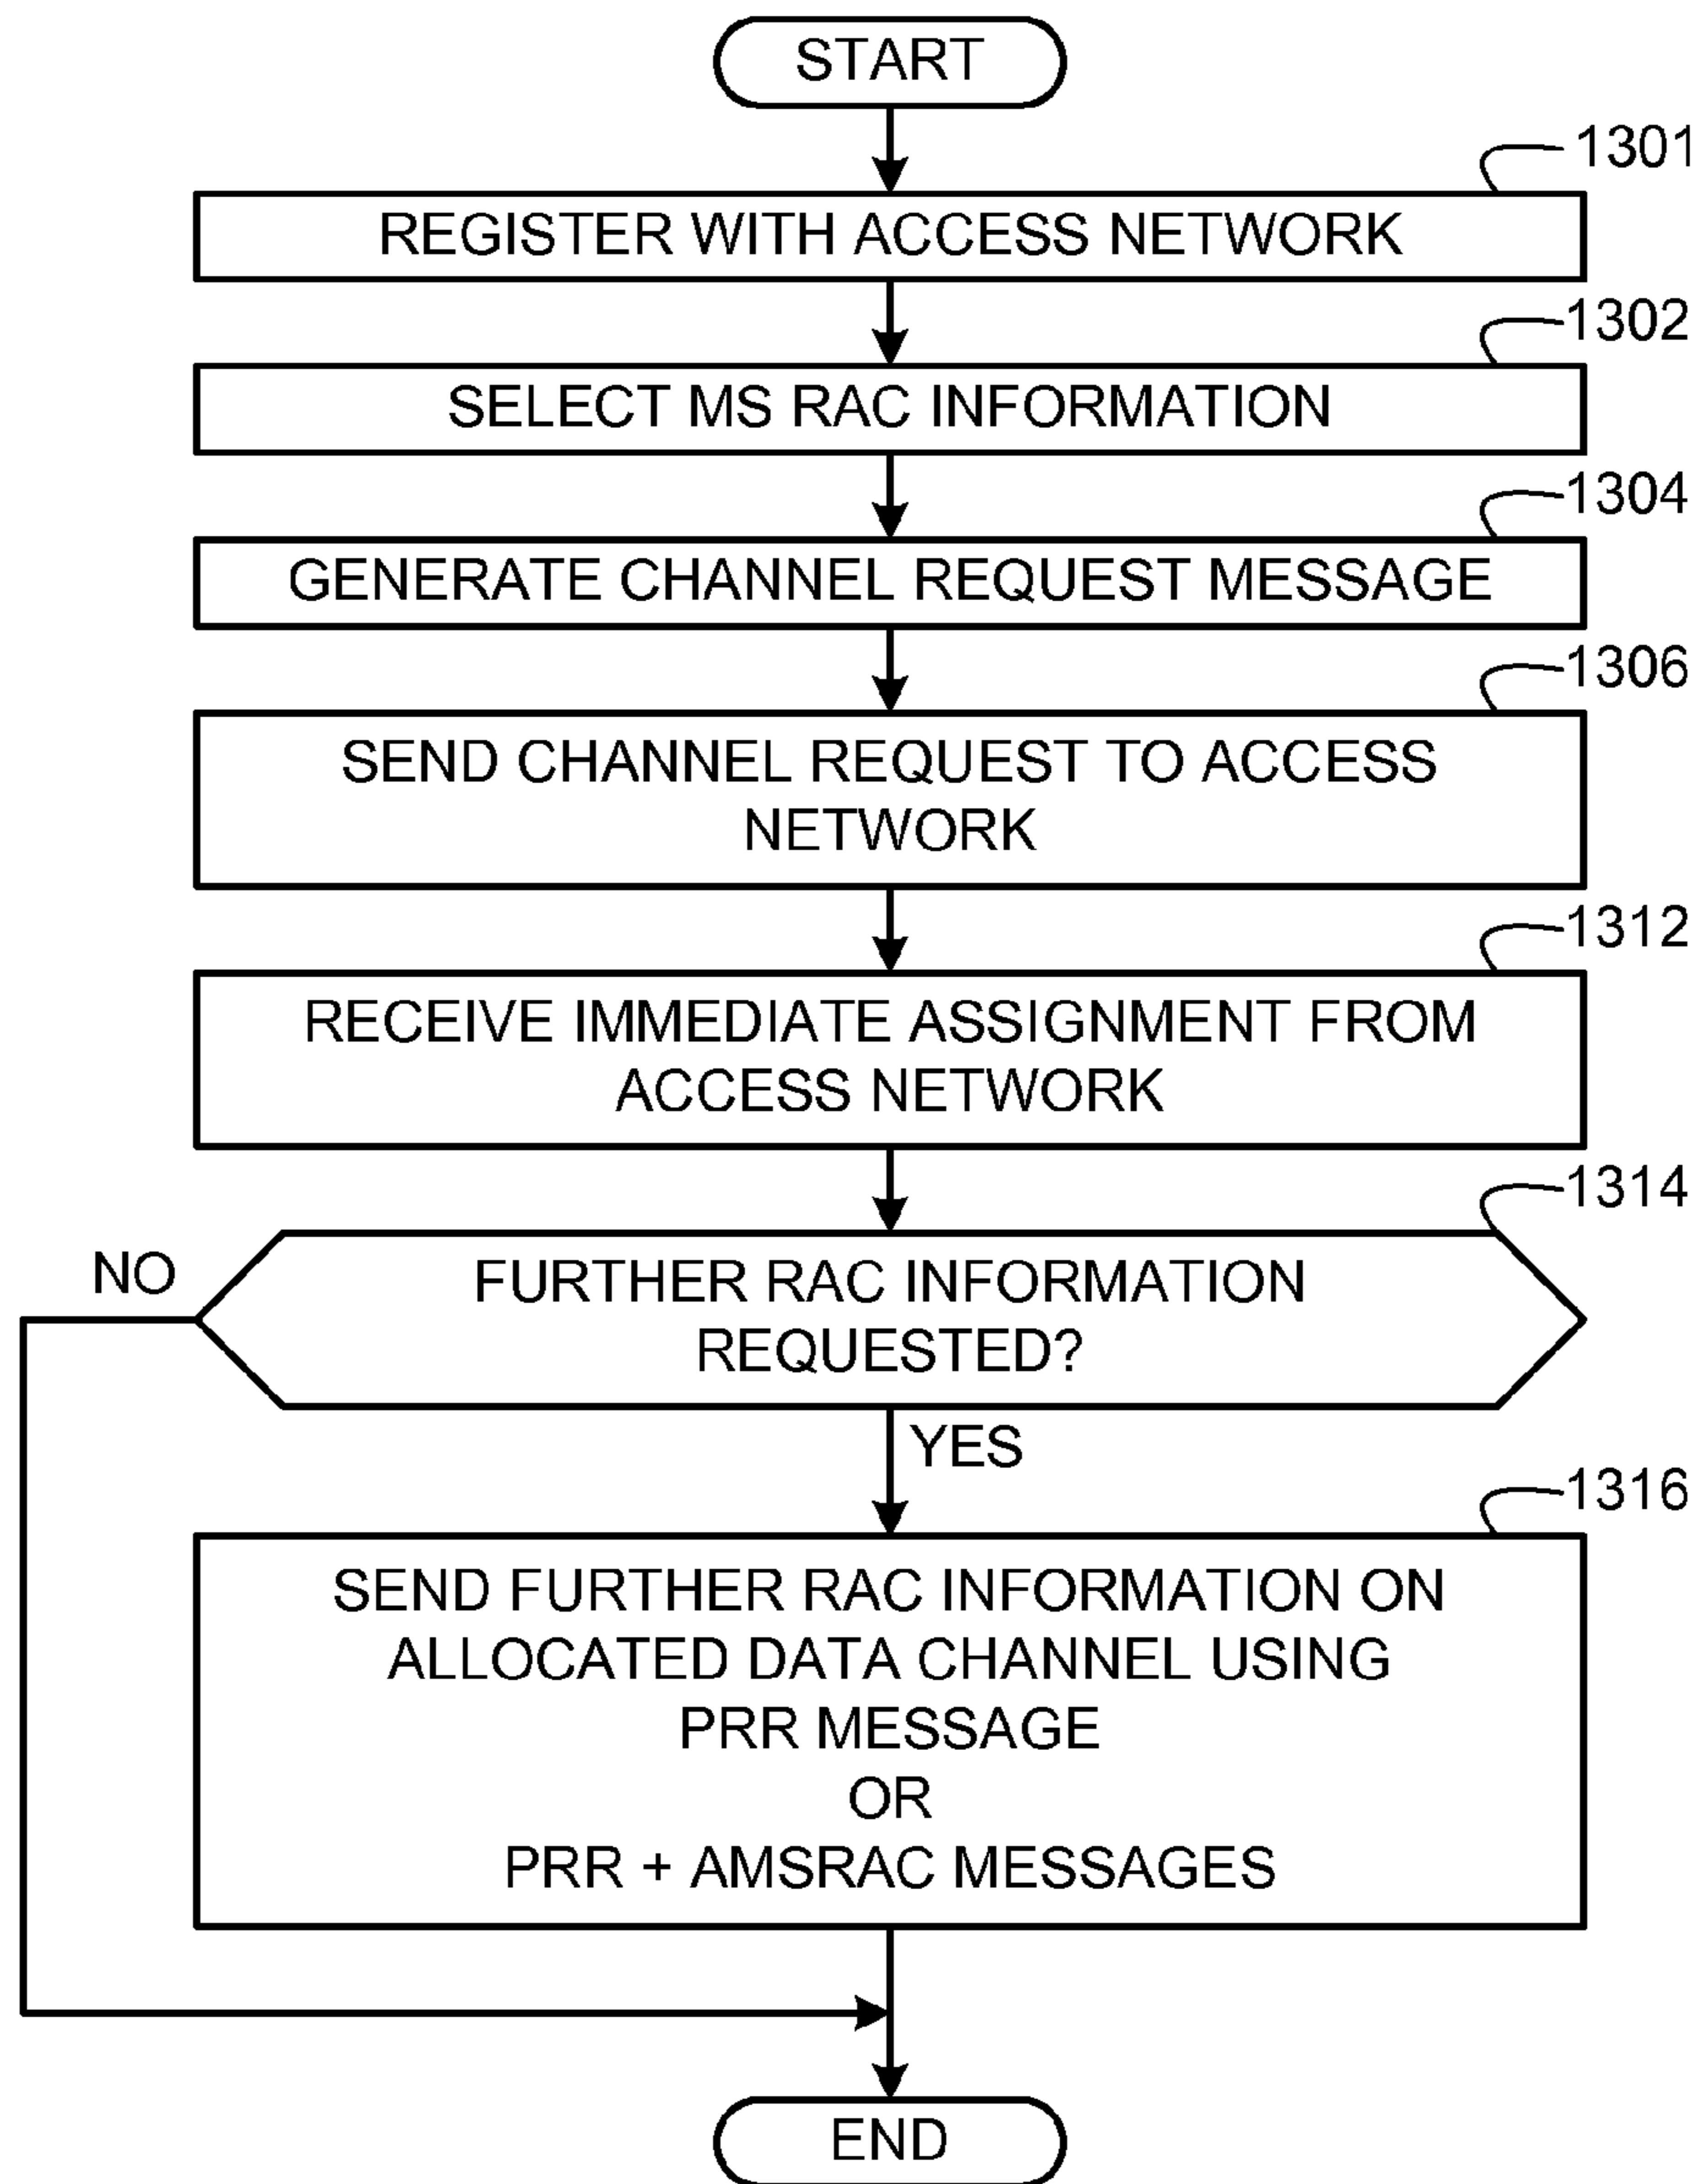 START
1301
REGISTER WITH ACCESS NETWORK
1302
SELECT MS RAC INFORMATION
1304
GENERATE CHANNEL REQUEST MESSAGE
1306
SEND CHANNEL REQUEST TO ACCESS
NETWORK
1312
RECEIVE IMMEDIATE ASSIGNMENT FROM
ACCESS NETWORK
1314
NO
FURTHER RAC INFORMATION
REQUESTED?
YES
1316
SEND FURTHER RAC INFORMATION ON
ALLOCATED DATA CHANNEL USING
PRR MESSAGE
OR
PRR + AMSRAC MESSAGES
END